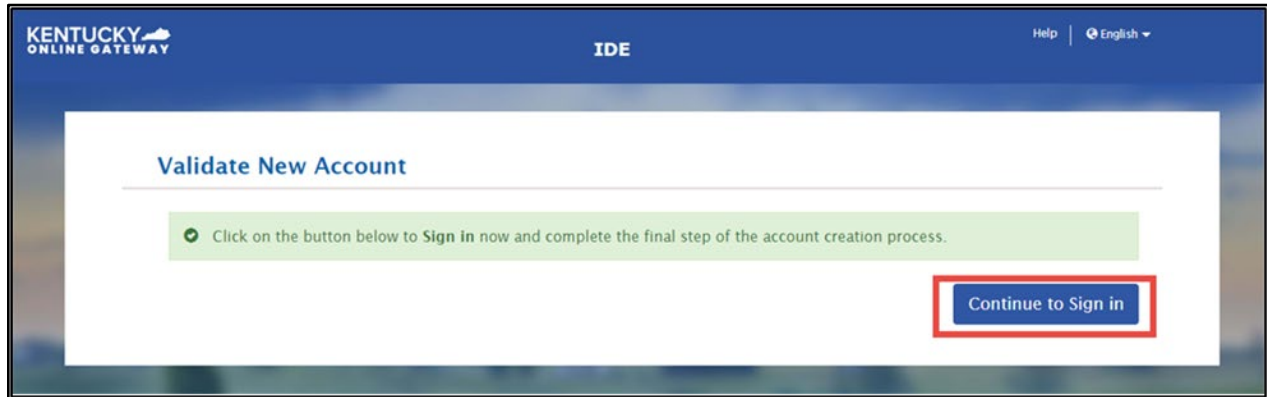 KENTUCKY
ONLINE GATEWAY
IDE
Help
English
Validate New Account
Click on the button below to Sign in now and complete the final step of the account creation process.
Continue to Sign in